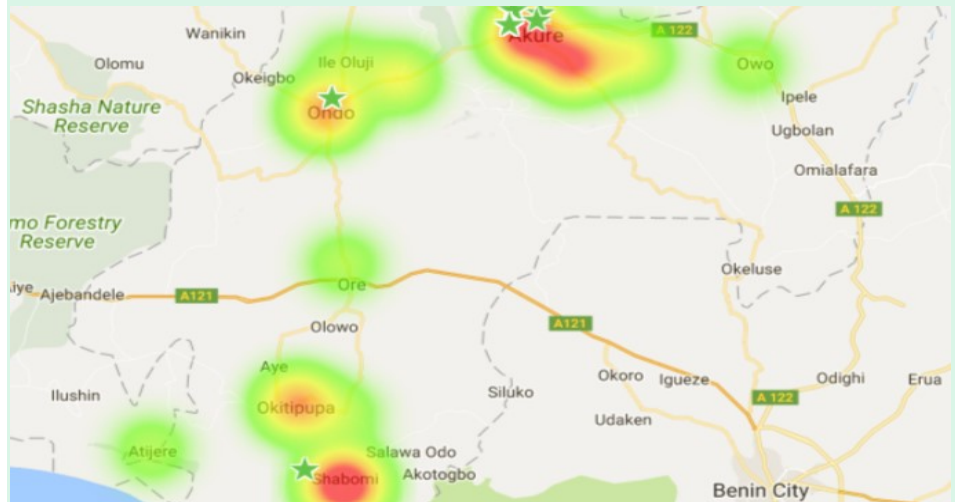 Wanikin
Akure
A 122
Olomu
Ile Oluji
Okeigbo
Owo
Shasha Nature
Reserve
Ondo
Ipele
Ugbolan
Omialafara
A 122
mo Forestry
Reserve
Okeluse
Ore
iye
Ajebandele
A121
Olowo
A121
Aye
Ilushin
Okitipupa
Siluko
Okoro
Igueze
Odighi
Erua
A 122
Udaken
Atijere
Salawa Odo
Shabomi
Akotogbo
Benin City